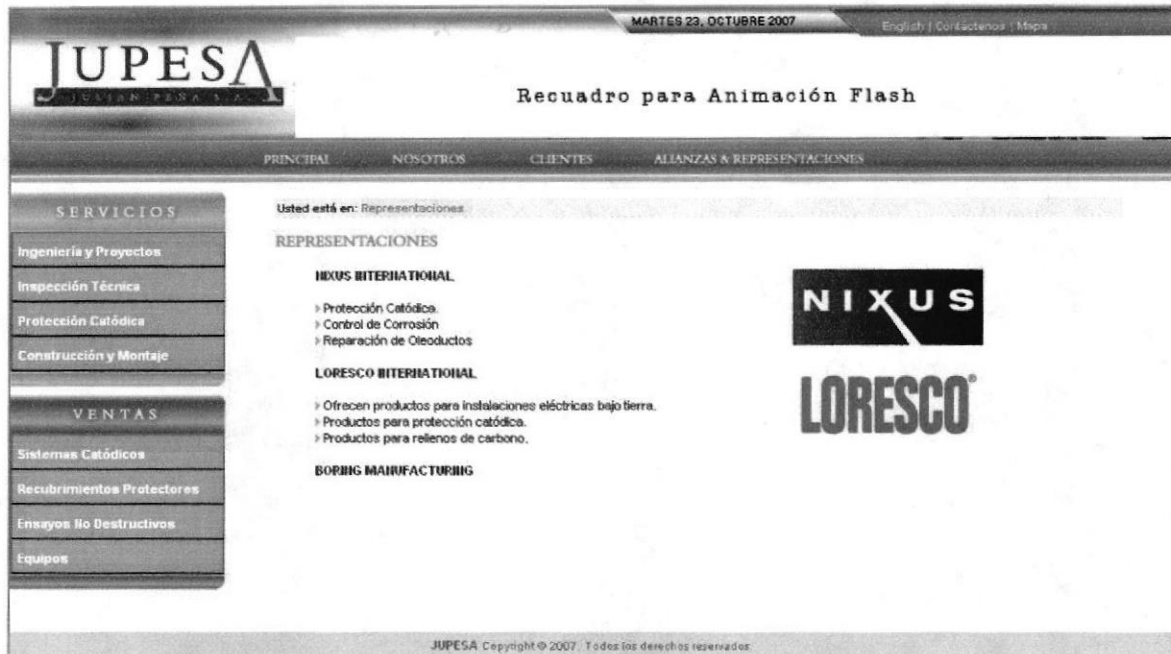 MARTES 23, OCTUBRE 2007
English | Contáctenos | Mapa
JUPESA
JULIAN PEÑA S.A.
Recuadro para Animación Flash
PRINCIPAL NOSOTROS CLIENTES ALIANZAS & REPRESENTACIONES
SERVICIOS
Ingeniería y Proyectos
Inspección Técnica
Protección Catódica
Construcción y Montaje
VENTAS
Sistemas Catódicos
Recubrimientos Protectores
Ensayos No Destructivos
Equipos
Usted está en: Representaciones
REPRESENTACIONES
NIXUS INTERNATIONAL
Protección Catódica.
Control de Corrosión
Reparación de Oleoductos
LORESCO INTERNATIONAL
Ofrecen productos para instalaciones eléctricas bajo tierra.
Productos para protección catódica.
Productos para rellenos de carbono.
BORING MANUFACTURING
NIXUS
LORESCO®
JUPESA Copyright © 2007. Todos los derechos reservados